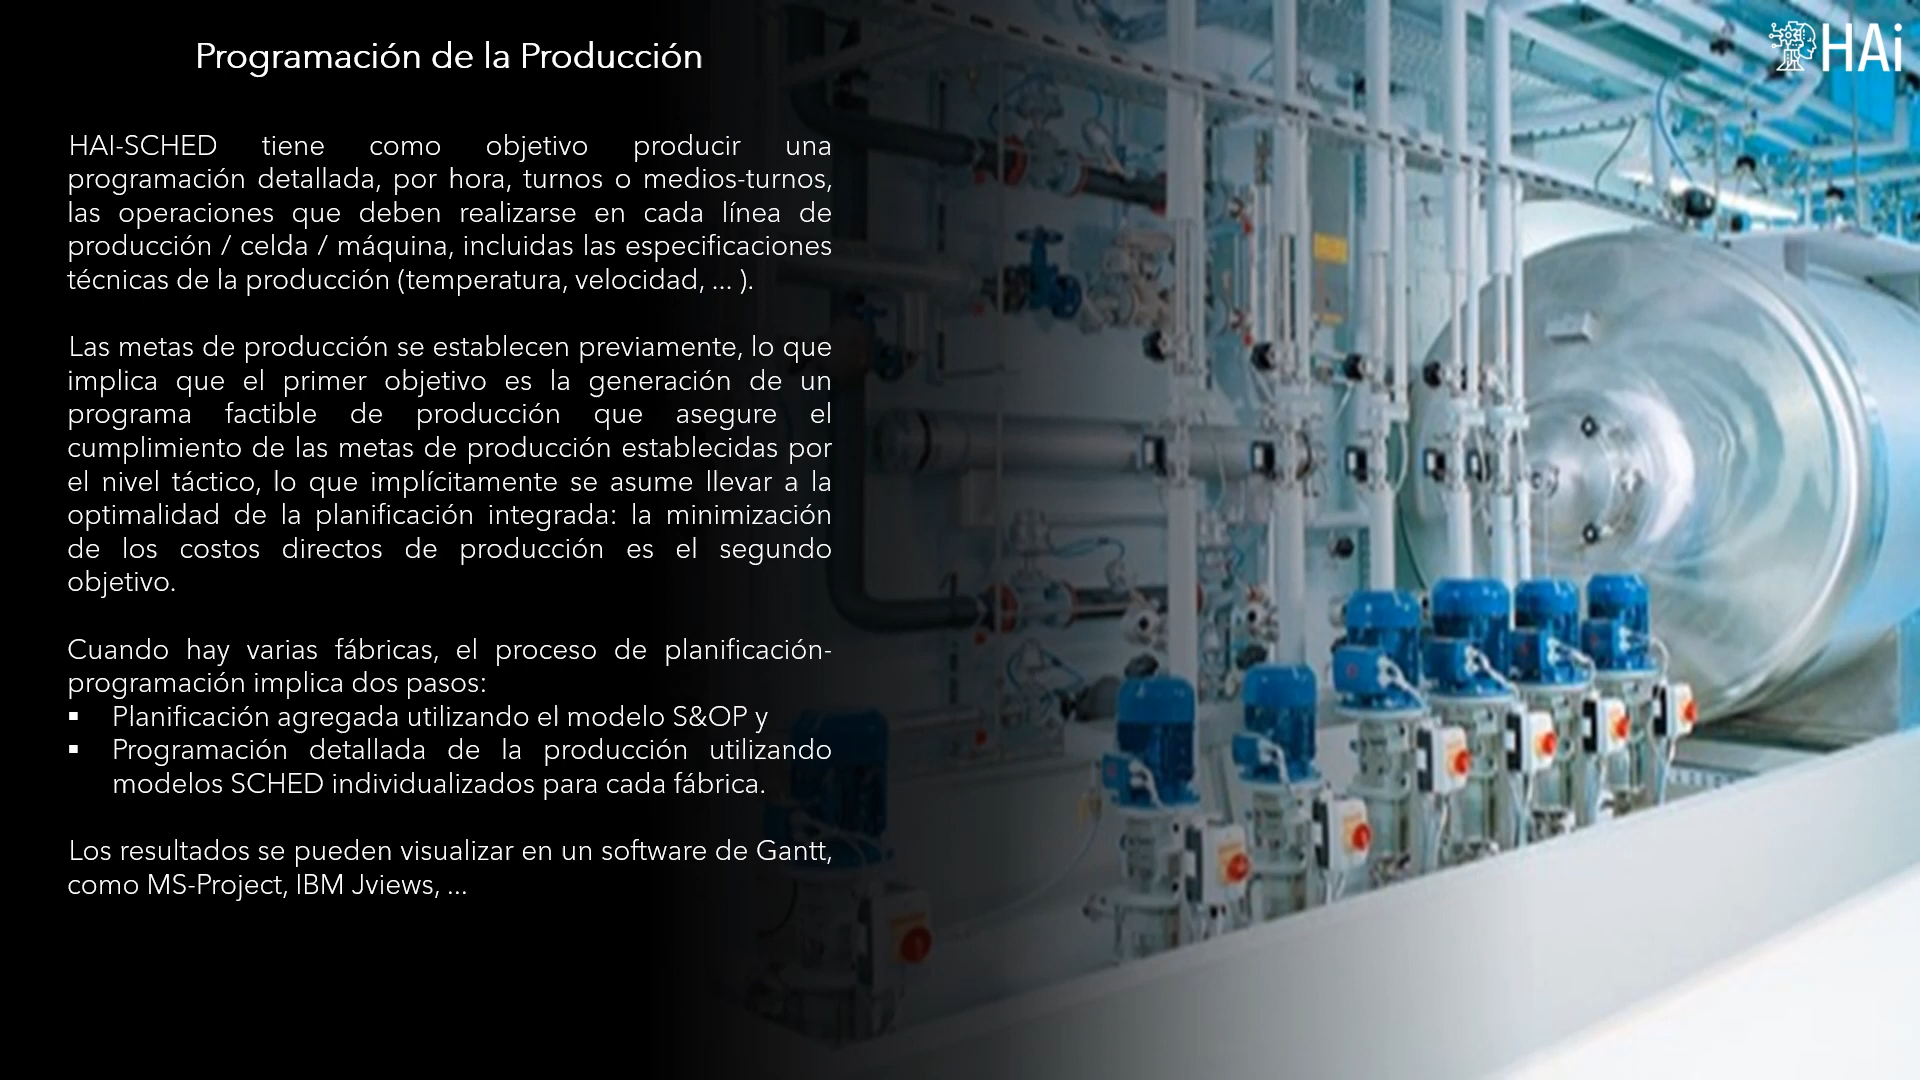 Programación de la Producción
HAi
HAI-SCHED tiene como objetivo producir una
programación detallada, por hora, turnos o medios-turnos,
las operaciones que deben realizarse en cada línea de
producción / celda / máquina, incluidas las especificaciones
técnicas de la producción (temperatura, velocidad, ... ).
Las metas de producción se establecen previamente, lo que
implica que el primer objetivo es la generación de un
programa factible de producción que asegure el
cumplimiento de las metas de producción establecidas por
el nivel táctico, lo que implícitamente se asume llevar a la
optimalidad de la planificación integrada: la minimización
de los costos directos de producción es el segundo
objetivo.
Cuando hay varias fábricas, el proceso de planificación-
programación implica dos pasos:
▪ Planificación agregada utilizando el modelo S&OP y
▪ Programación detallada de la producción utilizando
modelos SCHED individualizados para cada fábrica.
Los resultados se pueden visualizar en un software de Gantt,
como MS-Project, IBM Jviews, ...